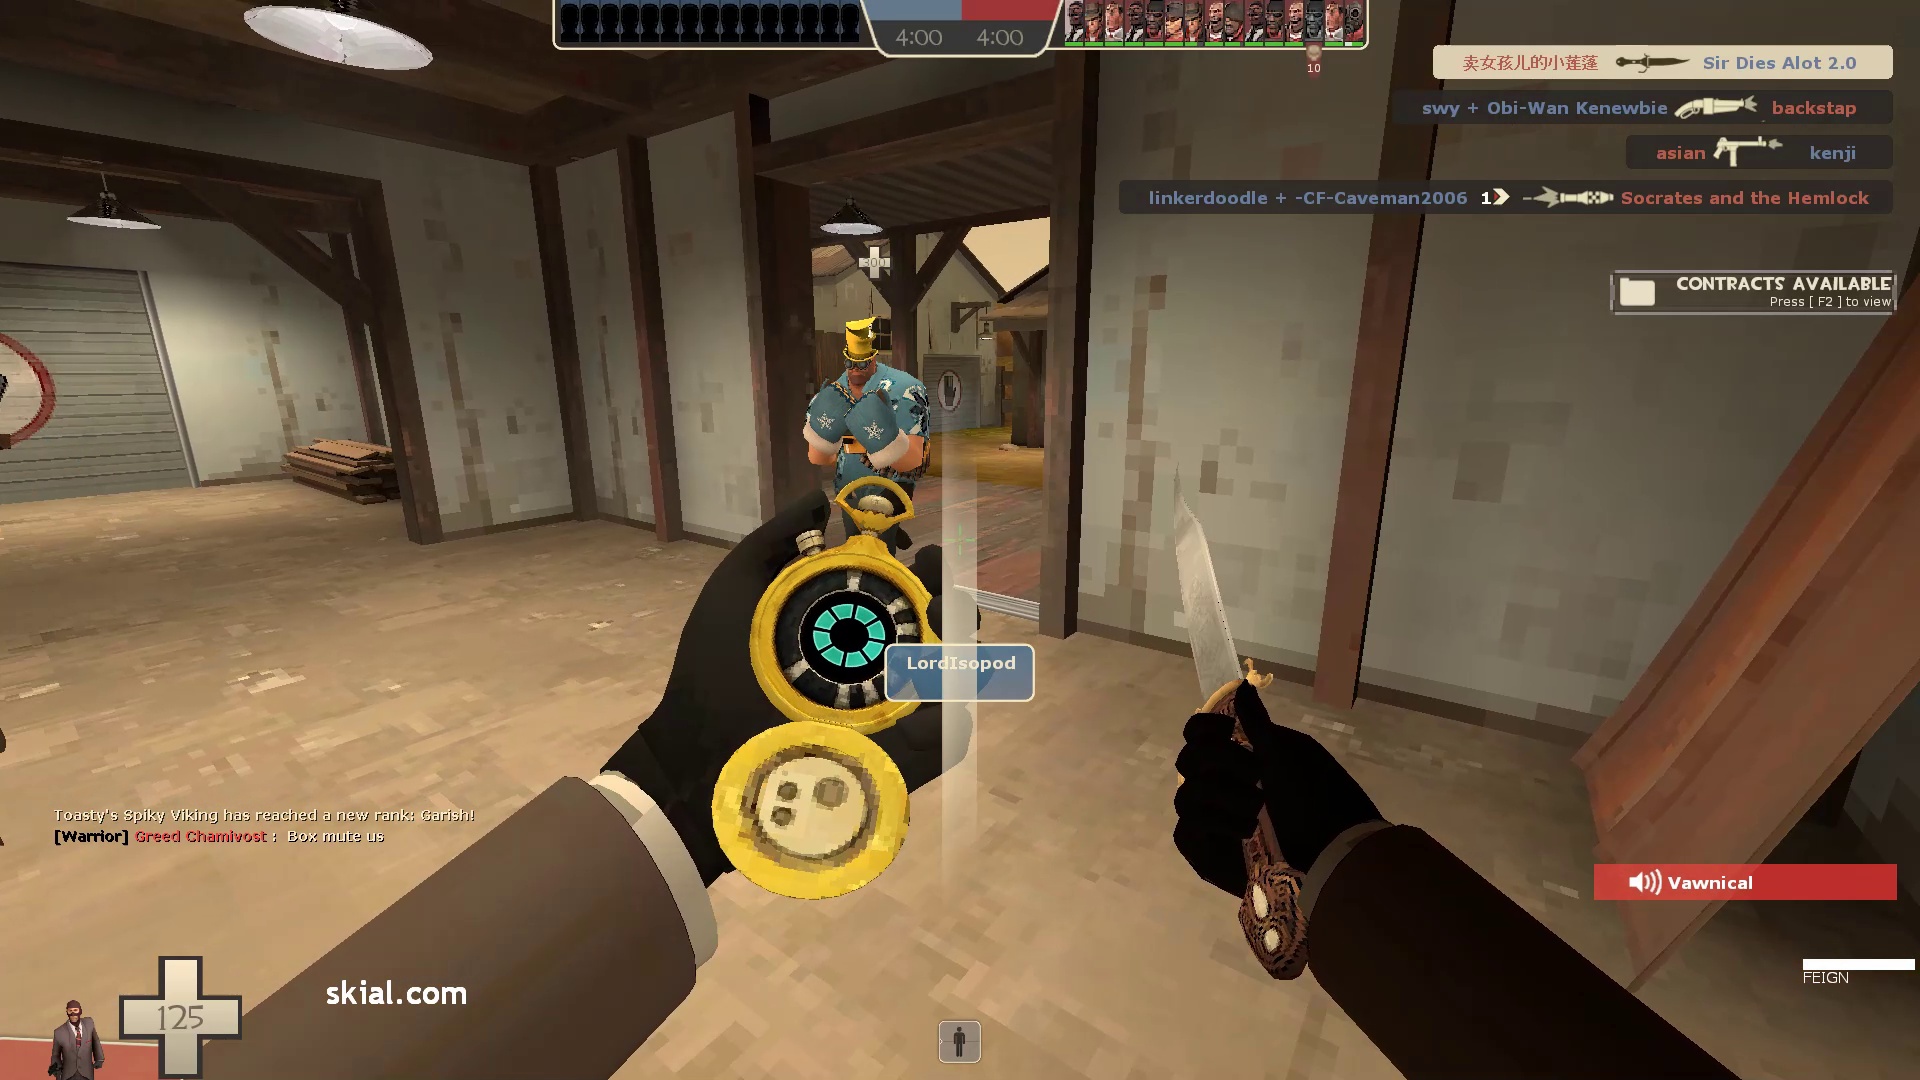 4:00 4:00
10
卖女孩儿的小莲蓬 Sir Dies Alot 2.0
swy + Obi-Wan Kenewbie backstap
asian kenji
linkerdoodle + -CF-Caveman2006 1 Socrates and the Hemlock
300
CONTRACTS AVAILABLE
Press [ F2 ] to view
LordIsopod
Toasty's Spiky Viking has reached a new rank: Garish!
[Warrior] Greed Chamivost : Box mute us
Vawnical
FEIGN
skial.com
125